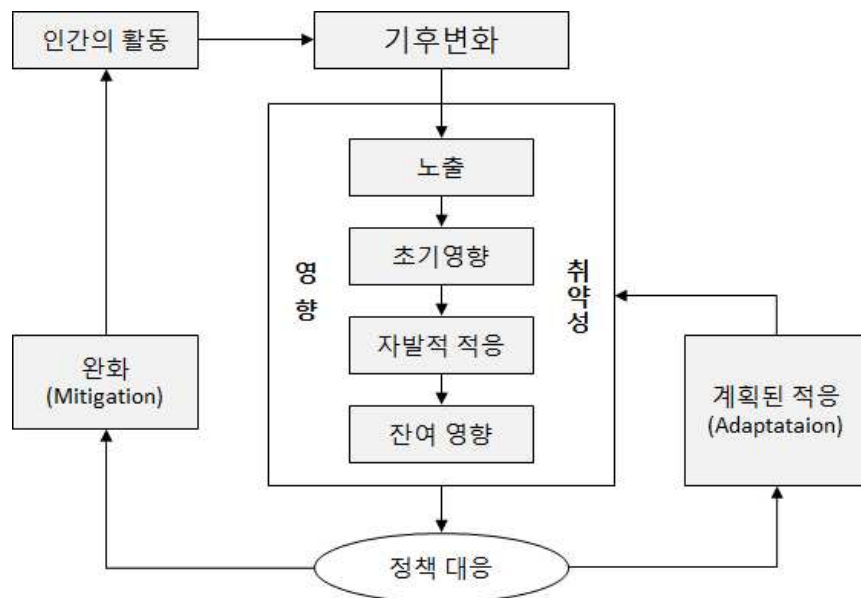 인간의 활동
기후변화
노출
초기영향
영
향
취
약
성
자발적 적응
잔여 영향
완화
(Mitigation)
계획된 적응
(Adaptataion)
정책 대응